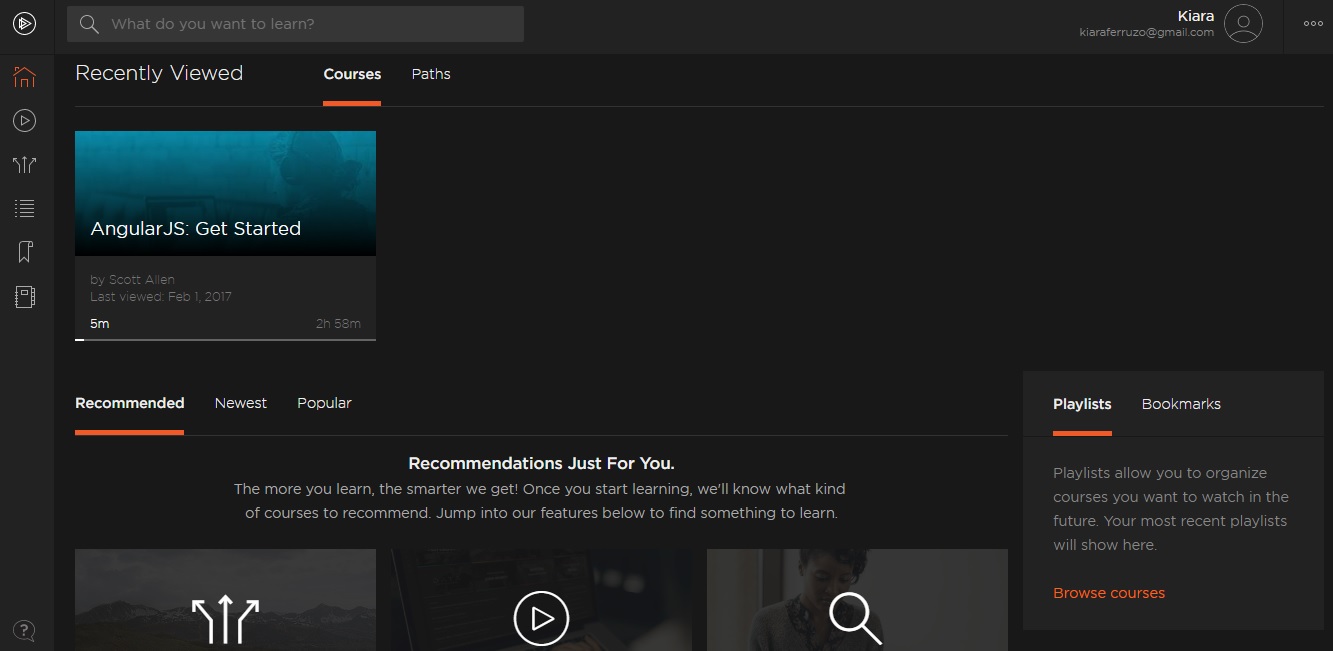 What do you want to learn?
Kiara
kiaraferruzo@gmail.com
Recently Viewed
Courses
Paths
AngularJS: Get Started
by Scott Allen
Last viewed: Feb 1, 2017
5m
2h 58m
Recommended
Newest
Popular
Recommendations Just For You.
The more you learn, the smarter we get! Once you start learning, we'll know what kind
of courses to recommend. Jump into our features below to find something to learn.
Playlists
Bookmarks
Playlists allow you to organize
courses you want to watch in the
future. Your most recent playlists
will show here.
Browse courses
?